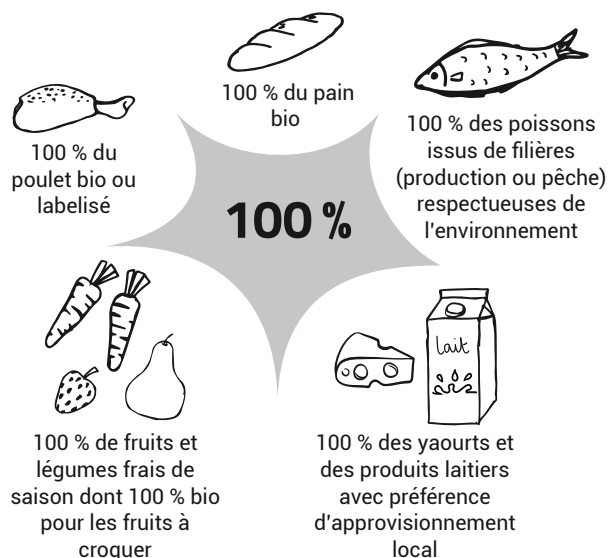 100 % du pain
bio
100 % du
poulet bio ou
labelisé
100 % des poissons
issus de filières
(production ou pêche)
respectueuses de
l'environnement
100 %
100 % de fruits et
légumes frais de
saison dont 100 % bio
pour les fruits à
croquer
lait
100 % des yaourts et
des produits laitiers
avec préférence
d'approvisionnement
local